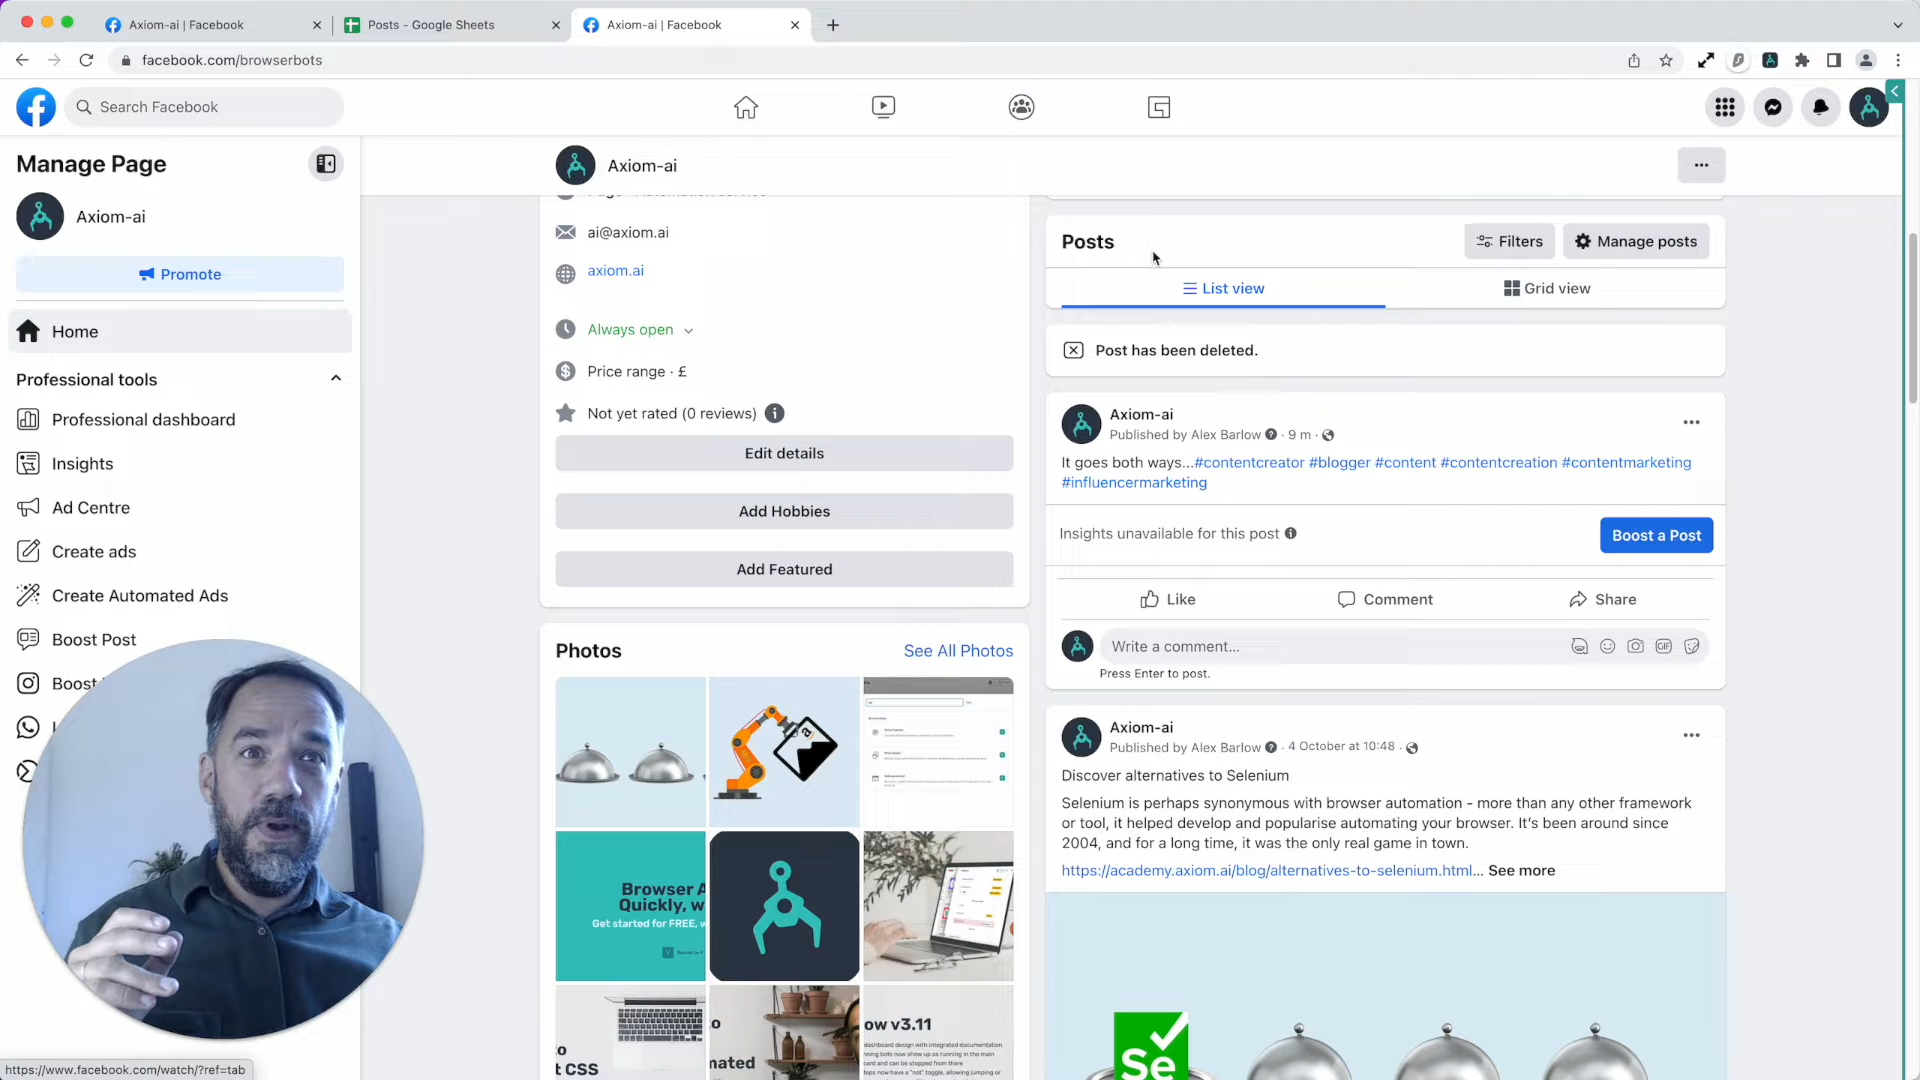 Axiom-ai | Facebook
Posts - Google Sheets
Axiom-ai | Facebook
facebook.com/browserbots
Search Facebook
Manage Page
Axiom-ai
Promote
Home
Professional tools
Professional dashboard
Insights
Ad Centre
Create ads
Create Automated Ads
Boost Post
Boost
https://www.facebook.com/watch/?ref=tab
Axiom-ai
ai@axiom.ai
axiom.ai
Always open
Price range · £
Not yet rated (0 reviews)
Edit details
Add Hobbies
Add Featured
Photos
See All Photos
Browser A
Quickly, w
Get started for FREE, w
CSS
mated
ow v3.11
Posts
Filters
Manage posts
List view
Grid view
Post has been deleted.
Axiom-ai
Published by Alex Barlow · 9 m ·
It goes both ways...#contentcreator #blogger #content #contentcreation #contentmarketing
#influencermarketing
Insights unavailable for this post
Boost a Post
Like
Comment
Share
Write a comment...
GIF
Press Enter to post.
Axiom-ai
Published by Alex Barlow · 4 October at 10:48 ·
Discover alternatives to Selenium
Selenium is perhaps synonymous with browser automation - more than any other framework
or tool, it helped develop and popularise automating your browser. It's been around since
2004, and for a long time, it was the only real game in town.
https://academy.axiom.ai/blog/alternatives-to-selenium.html... See more
Se